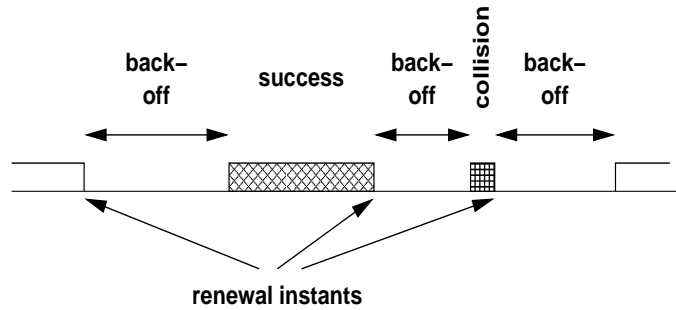 back–
off
success
back–
off
collision
back–
off
renewal instants